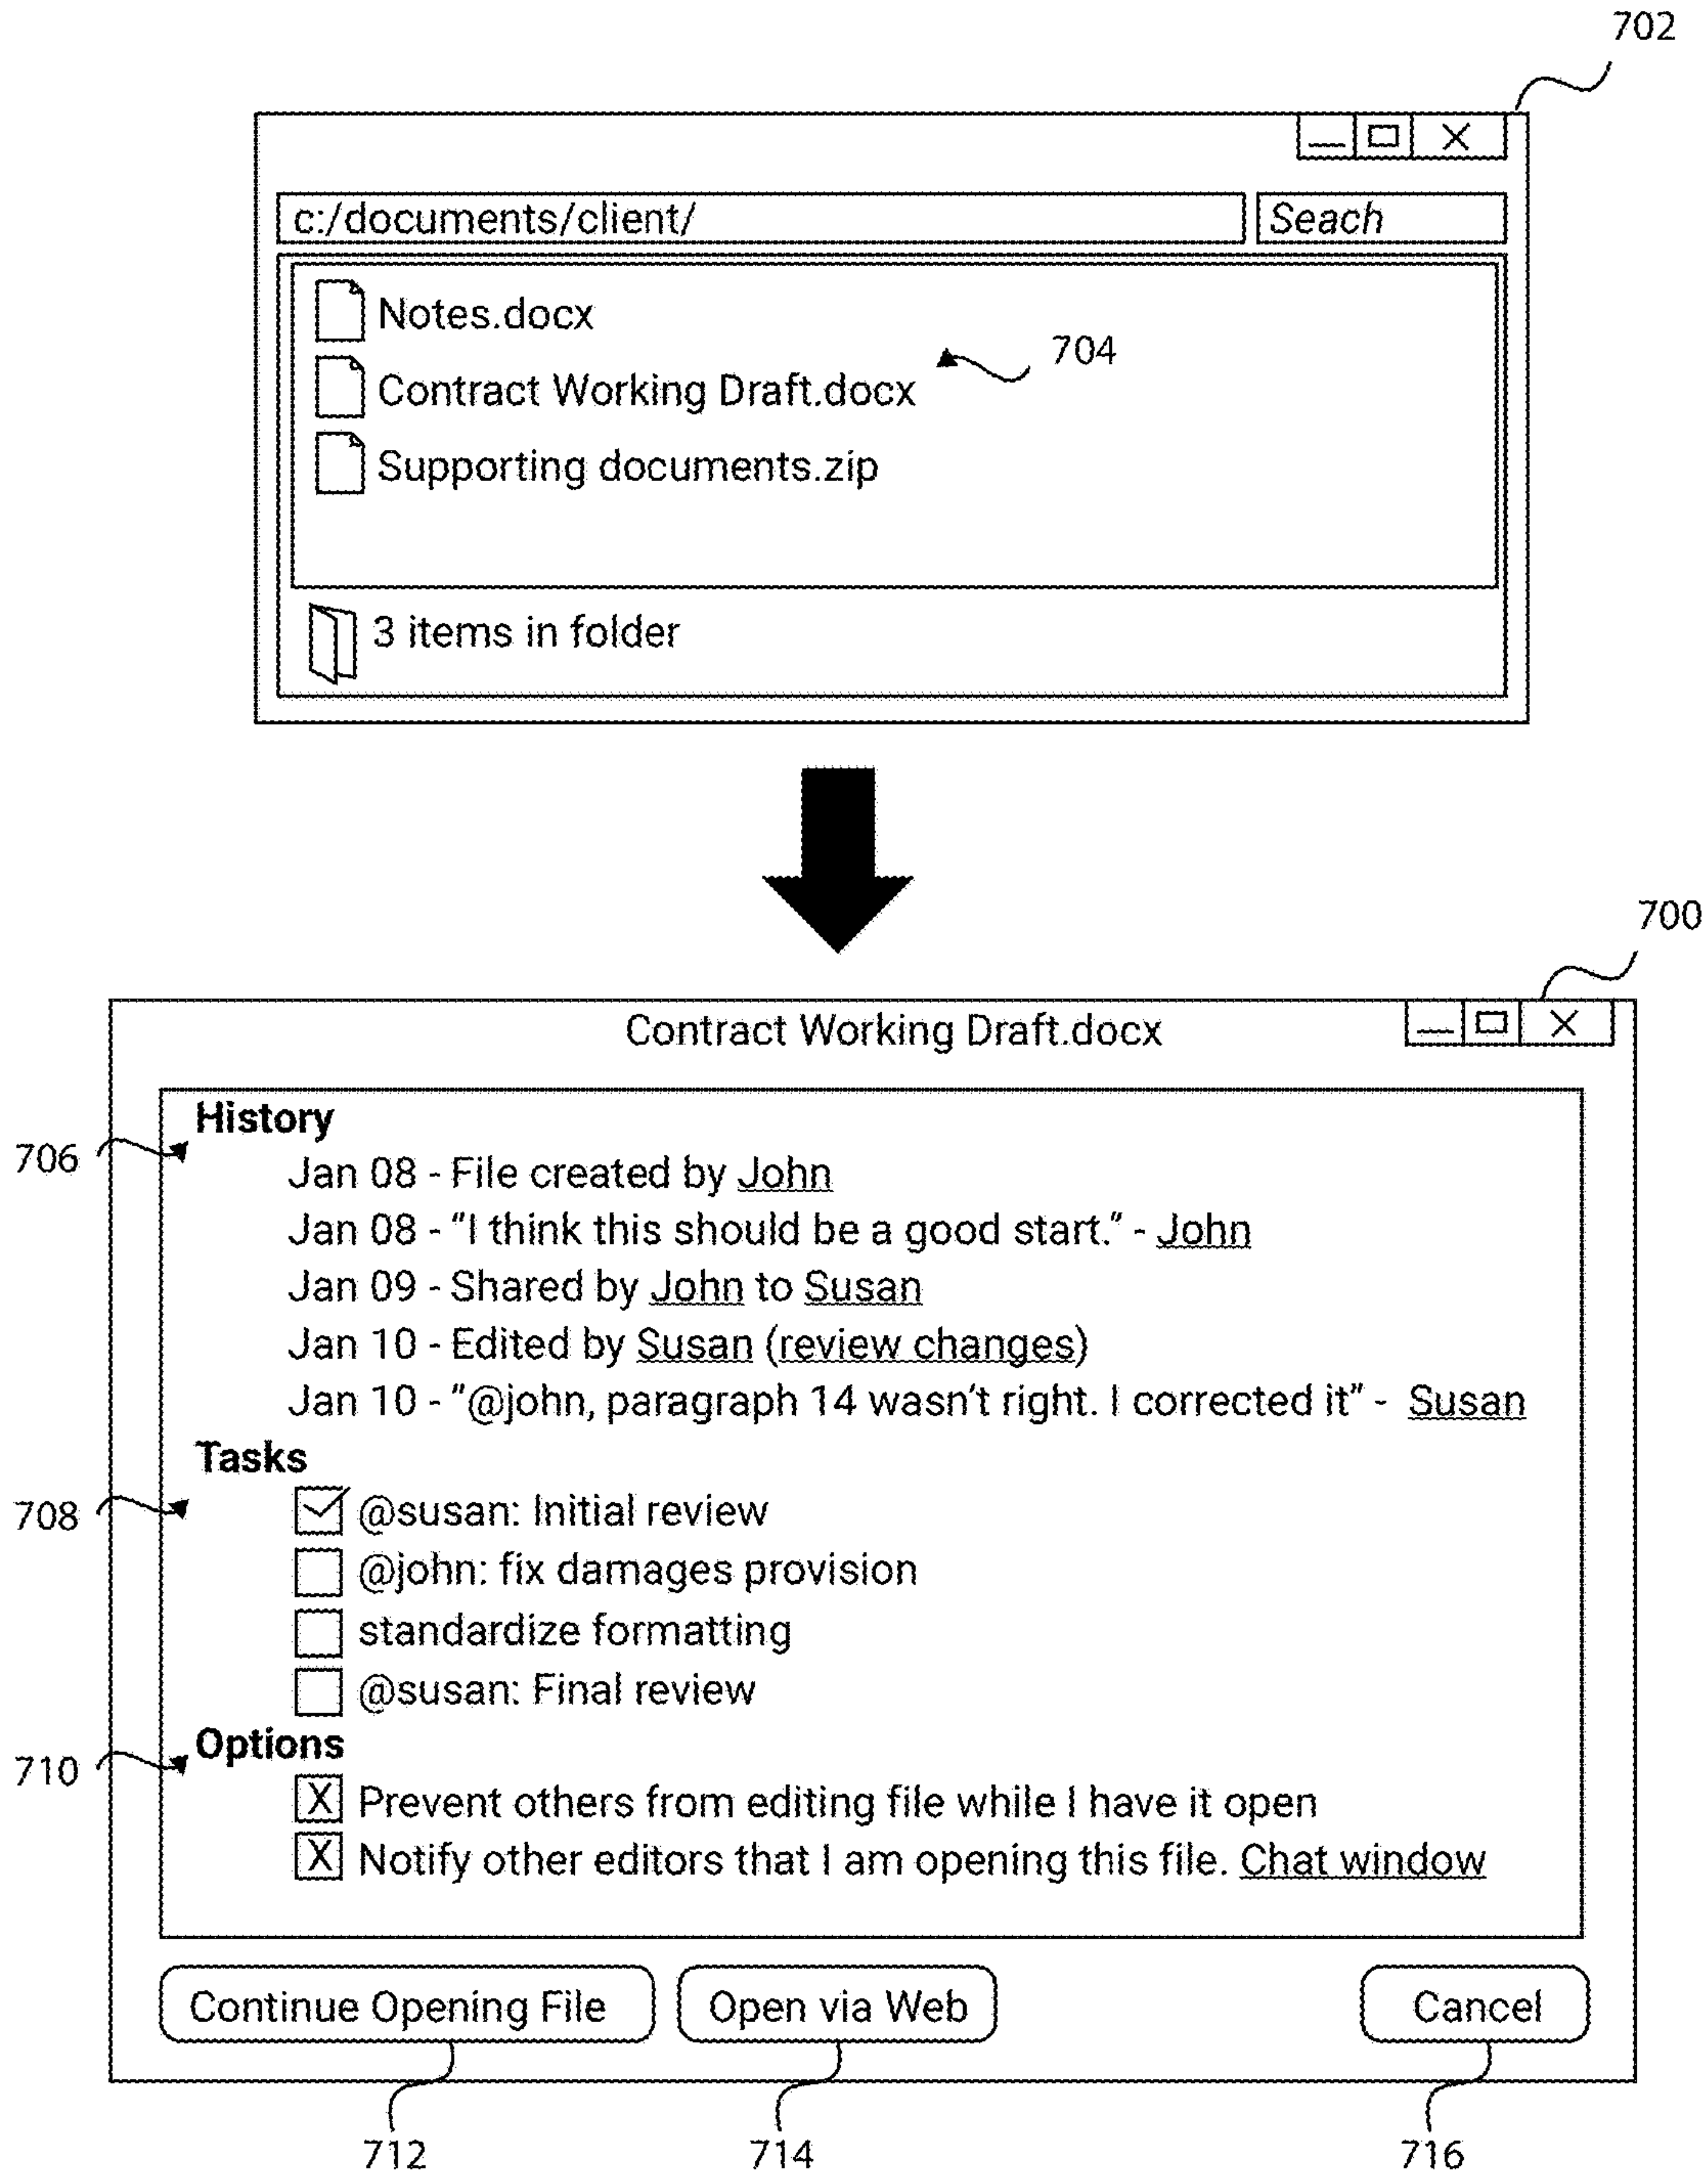 702
c:/documents/client/ Seach
Notes.docx
704
Contract Working Draft.docx
Supporting documents.zip
3 items in folder
700
Contract Working Draft.docx
History
706
Jan 08 - File created by John
Jan 08 - “I think this should be a good start.” - John
Jan 09 - Shared by John to Susan
Jan 10 - Edited by Susan (review changes)
Jan 10 - “@john, paragraph 14 wasn’t right. I corrected it” - Susan
Tasks
708
@susan: Initial review
@john: fix damages provision
standardize formatting
@susan: Final review
Options
710
X Prevent others from editing file while I have it open
X Notify other editors that I am opening this file. Chat window
Continue Opening File Open via Web Cancel
712 714 716